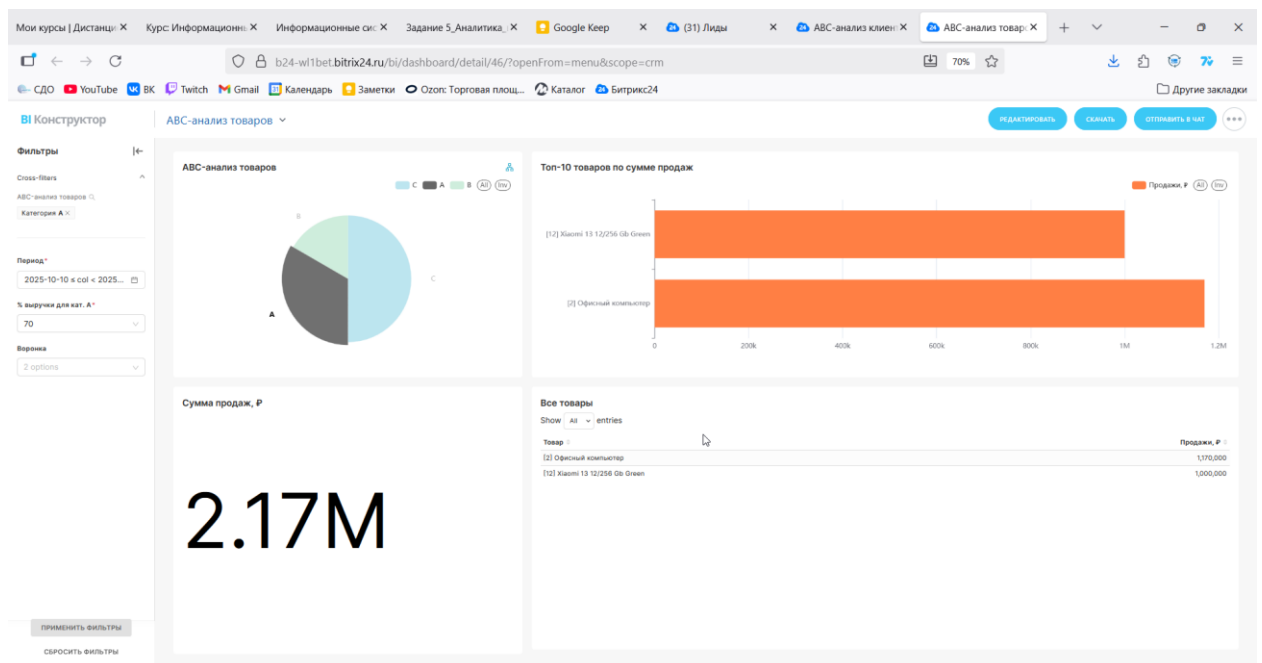 Мои курсы | Дистанци
Курс: Информационн
Информационные сис
Задание 5_Аналитика_
Google Keep
(31) Лиды
ABC-анализ клиен
ABC-анализ товаро
b24-wl1bet.bitrix24.ru/bi/dashboard/detail/46/?openFrom=menu&scope=crm
70%
СДО
YouTube
ВК
Twitch
Gmail
Календарь
Заметки
Ozon: Торговая площ...
Каталог
Битрикс24
Другие закладки
BI Конструктор
ABC-анализ товаров
РЕДАКТИРОВАТЬ
СКАЧАТЬ
ОТПРАВИТЬ В ЧАТ
Фильтры
Cross-filters
ABC-анализ товаров
Категория A ×
Период*
2025-10-10 ≤ col < 2025...
% выручки для кат. A*
70
Воронка
2 options
ПРИМЕНИТЬ ФИЛЬТРЫ
СБРОСИТЬ ФИЛЬТРЫ
ABC-анализ товаров
C A B All Inv
B
C
A
Топ-10 товаров по сумме продаж
Продажи, ₽ All Inv
[12] Xiaomi 13 12/256 Gb Green
[2] Офисный компьютер
0 200k 400k 600k 800k 1M 1.2M
Сумма продаж, ₽
2.17M
Все товары
Show All entries
Товар Продажи, ₽
[2] Офисный компьютер 1,170,000
[12] Xiaomi 13 12/256 Gb Green 1,000,000